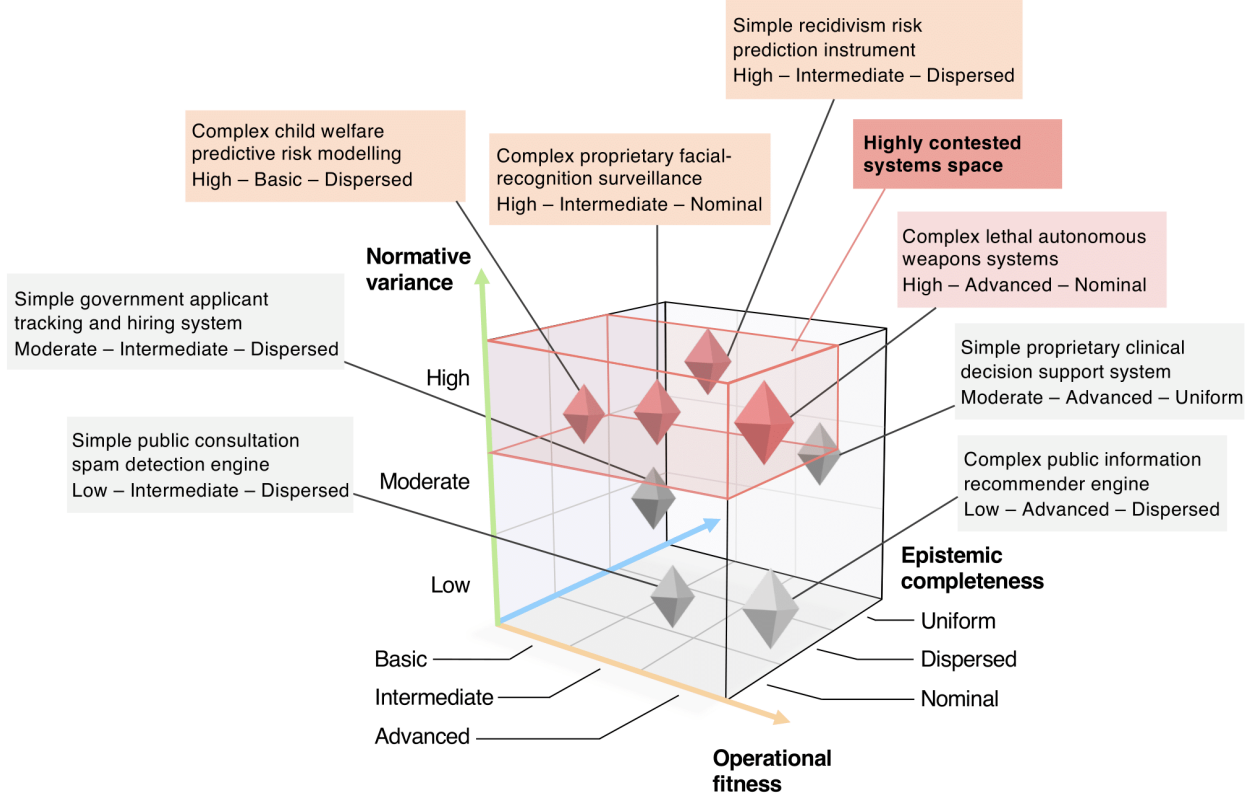 Simple recidivism risk
prediction instrument
High – Intermediate – Dispersed
Complex child welfare
predictive risk modelling
High – Basic – Dispersed
Complex proprietary facial-
recognition surveillance
High – Intermediate – Nominal
Highly contested
systems space
Complex lethal autonomous
weapons systems
High – Advanced – Nominal
Normative
variance
Simple government applicant
tracking and hiring system
Moderate – Intermediate – Dispersed
Simple proprietary clinical
decision support system
Moderate – Advanced – Uniform
High
Simple public consultation
spam detection engine
Low – Intermediate – Dispersed
Moderate
Complex public information
recommender engine
Low – Advanced – Dispersed
Low
Epistemic
completeness
Uniform
Dispersed
Nominal
Basic
Intermediate
Advanced
Operational
fitness